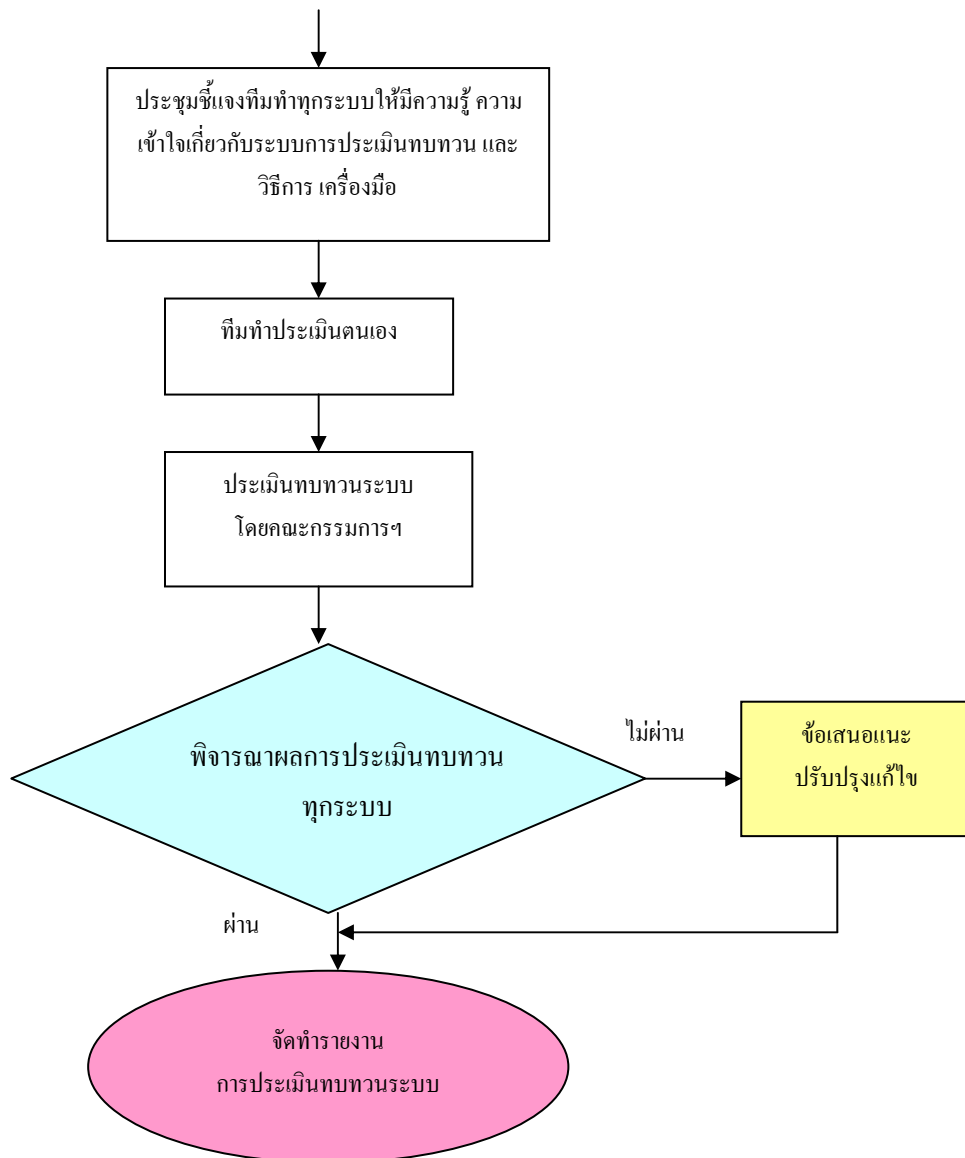 ประชุมชี้แจงทีมทำทุกระบบให้มีความรู้ ความ
เข้าใจเกี่ยวกับระบบการประเมินทบทวน และ
วิธีการ เครื่องมือ
ทีมทำประเมินตนเอง
ประเมินทบทวนระบบ
โดยคณะกรรมการฯ
พิจารณาผลการประเมินทบทวน
ทุกระบบ
ไม่ผ่าน
ข้อเสนอแนะ
ปรับปรุงแก้ไข
ผ่าน
จัดทำรายงาน
การประเมินทบทวนระบบ